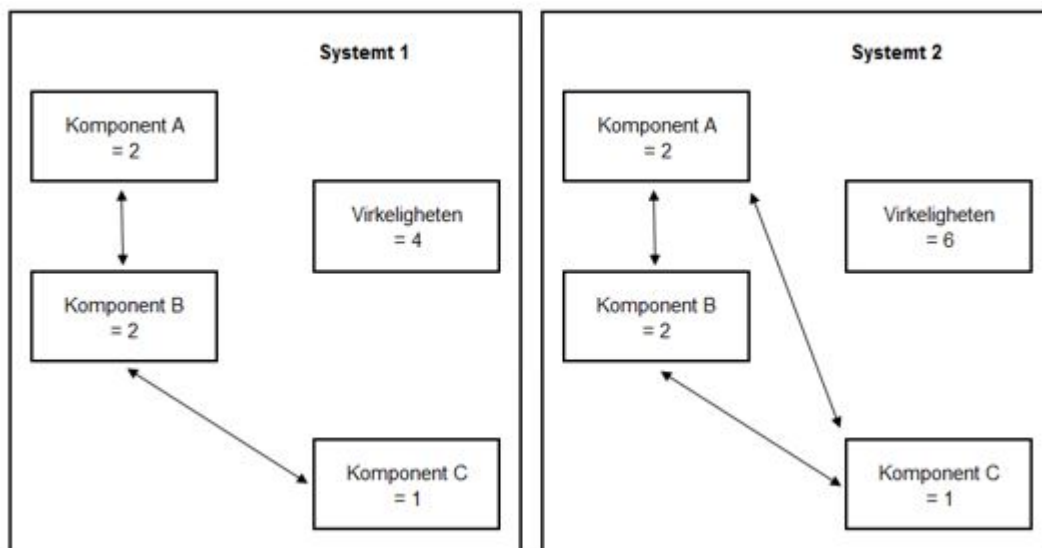 Systemt 1
Komponent A
= 2
Virkeligheten
= 4
Komponent B
= 2
Komponent C
= 1
Systemt 2
Komponent A
= 2
Virkeligheten
= 6
Komponent B
= 2
Komponent C
= 1